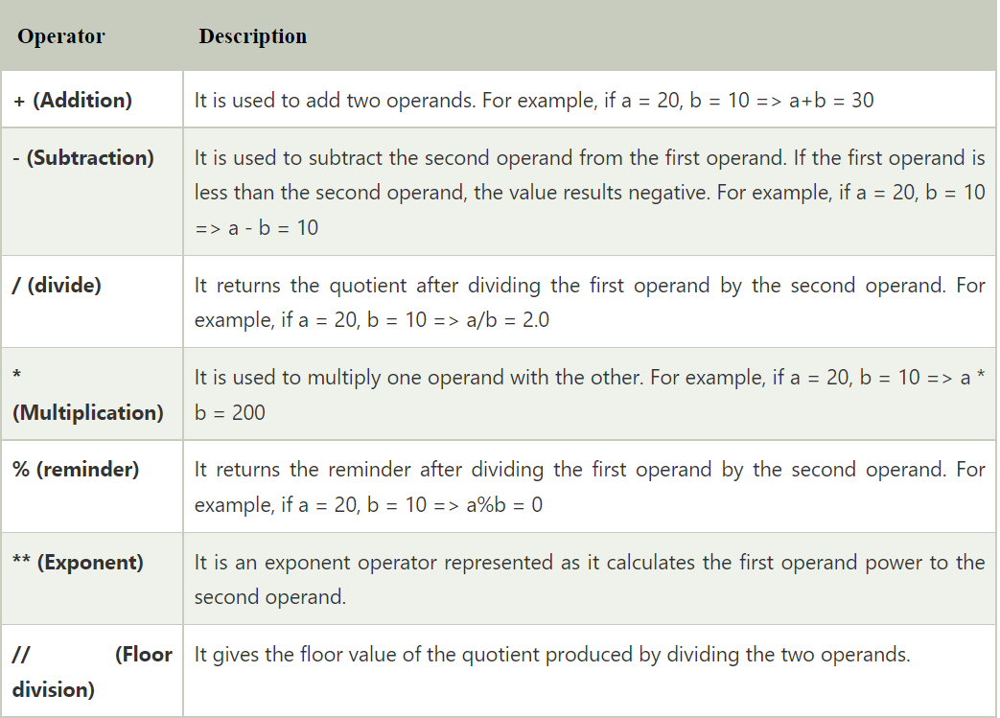 Operator Description
+ (Addition) It is used to add two operands. For example, if a = 20, b = 10 => a+b = 30
- (Subtraction) It is used to subtract the second operand from the first operand. If the first operand is
less than the second operand, the value results negative. For example, if a = 20, b = 10
=> a - b = 10
/ (divide) It returns the quotient after dividing the first operand by the second operand. For
example, if a = 20, b = 10 => a/b = 2.0
* It is used to multiply one operand with the other. For example, if a = 20, b = 10 => a *
(Multiplication) b = 200
% (reminder) It returns the reminder after dividing the first operand by the second operand. For
example, if a = 20, b = 10 => a%b = 0
** (Exponent) It is an exponent operator represented as it calculates the first operand power to the
second operand.
// (Floor It gives the floor value of the quotient produced by dividing the two operands.
division)